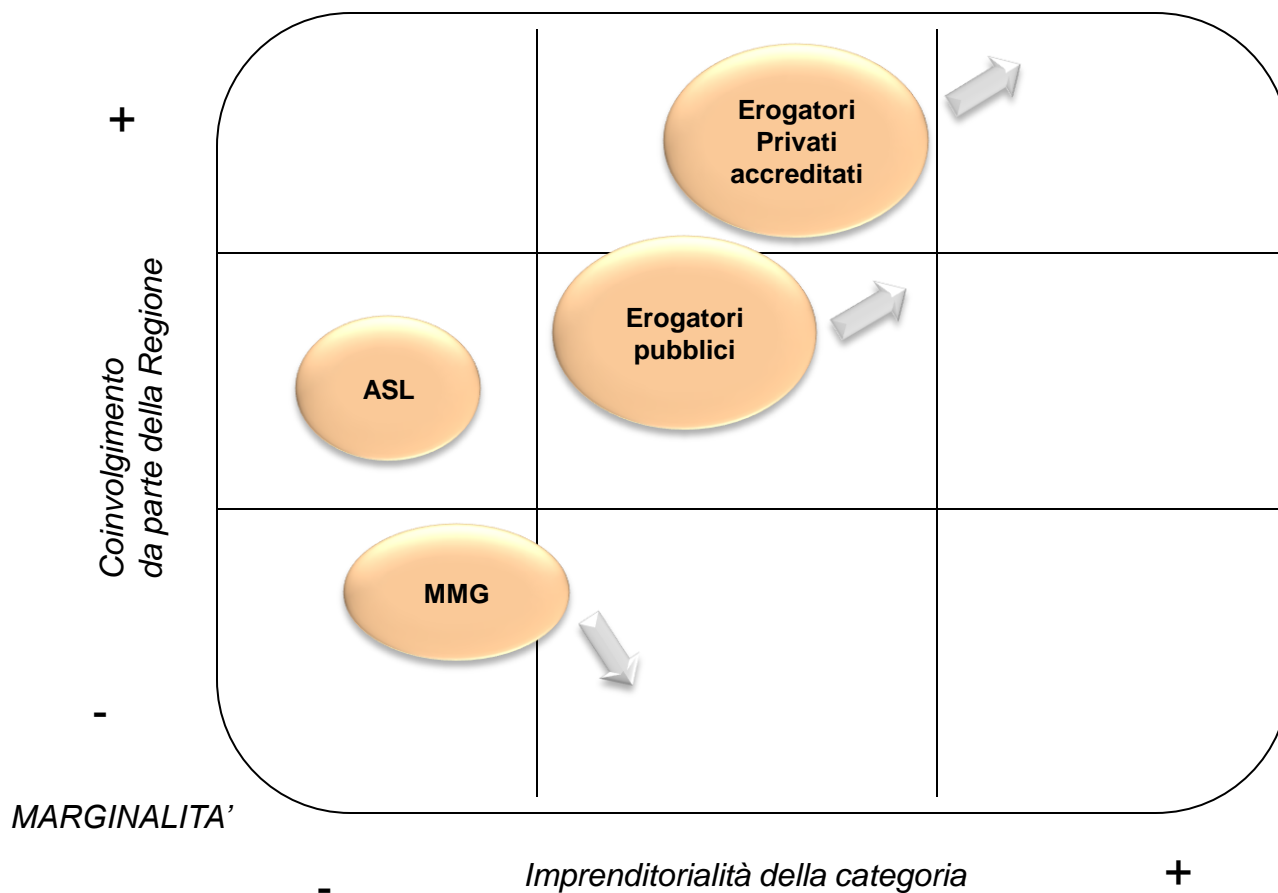 +
Erogatori
Privati
accreditati
Coinvolgimento
da parte della Regione
Erogatori
pubblici
ASL
MMG
-
MARGINALITA’
-
Imprenditorialità della categoria
+